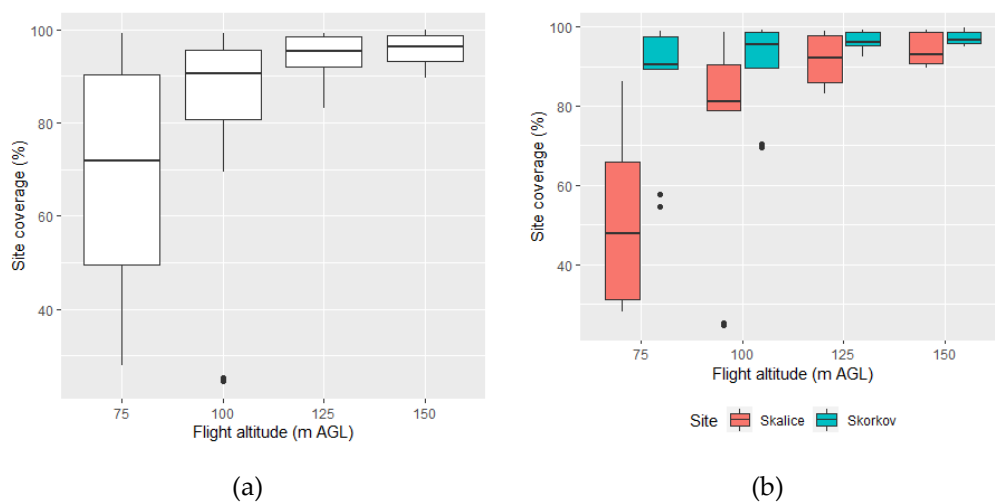 100
80
60
40
Site coverage (%)
75 100 125 150
Flight altitude (m AGL)
(a)
100
80
60
40
Site coverage (%)
75 100 125 150
Flight altitude (m AGL)
Site Skalice Skorkov
(b)